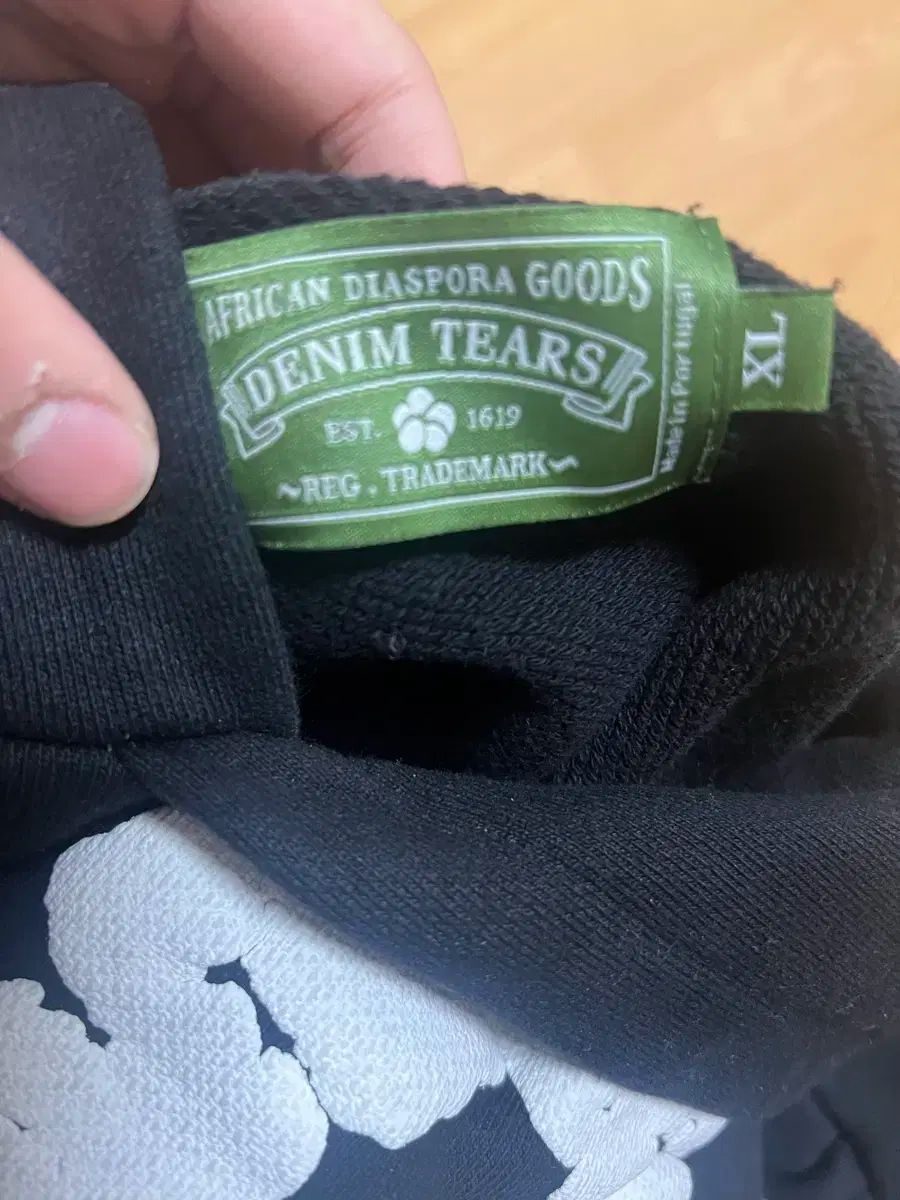 AFRICAN DIASPORA GOODS
DENIM TEARS
EST. 1619
~REG. TRADEMARK~
Made in Portugal
XL